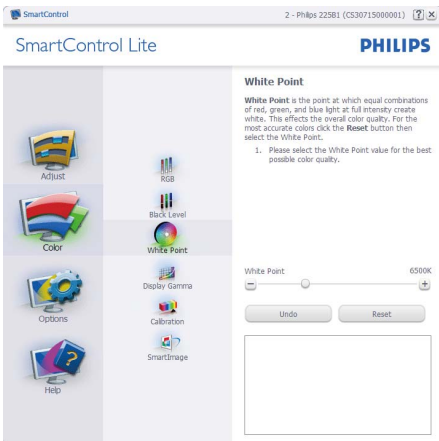 SmartControl
2 - Philips 225B1 (CS30715000001)
SmartControl Lite
PHILIPS
Adjust
Color
Options
Help
RGB
Black Level
White Point
Display Gamma
Calibration
SmartImage
White Point
White Point is the point at which equal combinations
of red, green, and blue light at full intensity create
white. This effects the overall color quality. For the
most accurate colors click the Reset button then
select the White Point.
1. Please select the White Point value for the best
possible color quality.
White Point 6500K
Undo Reset